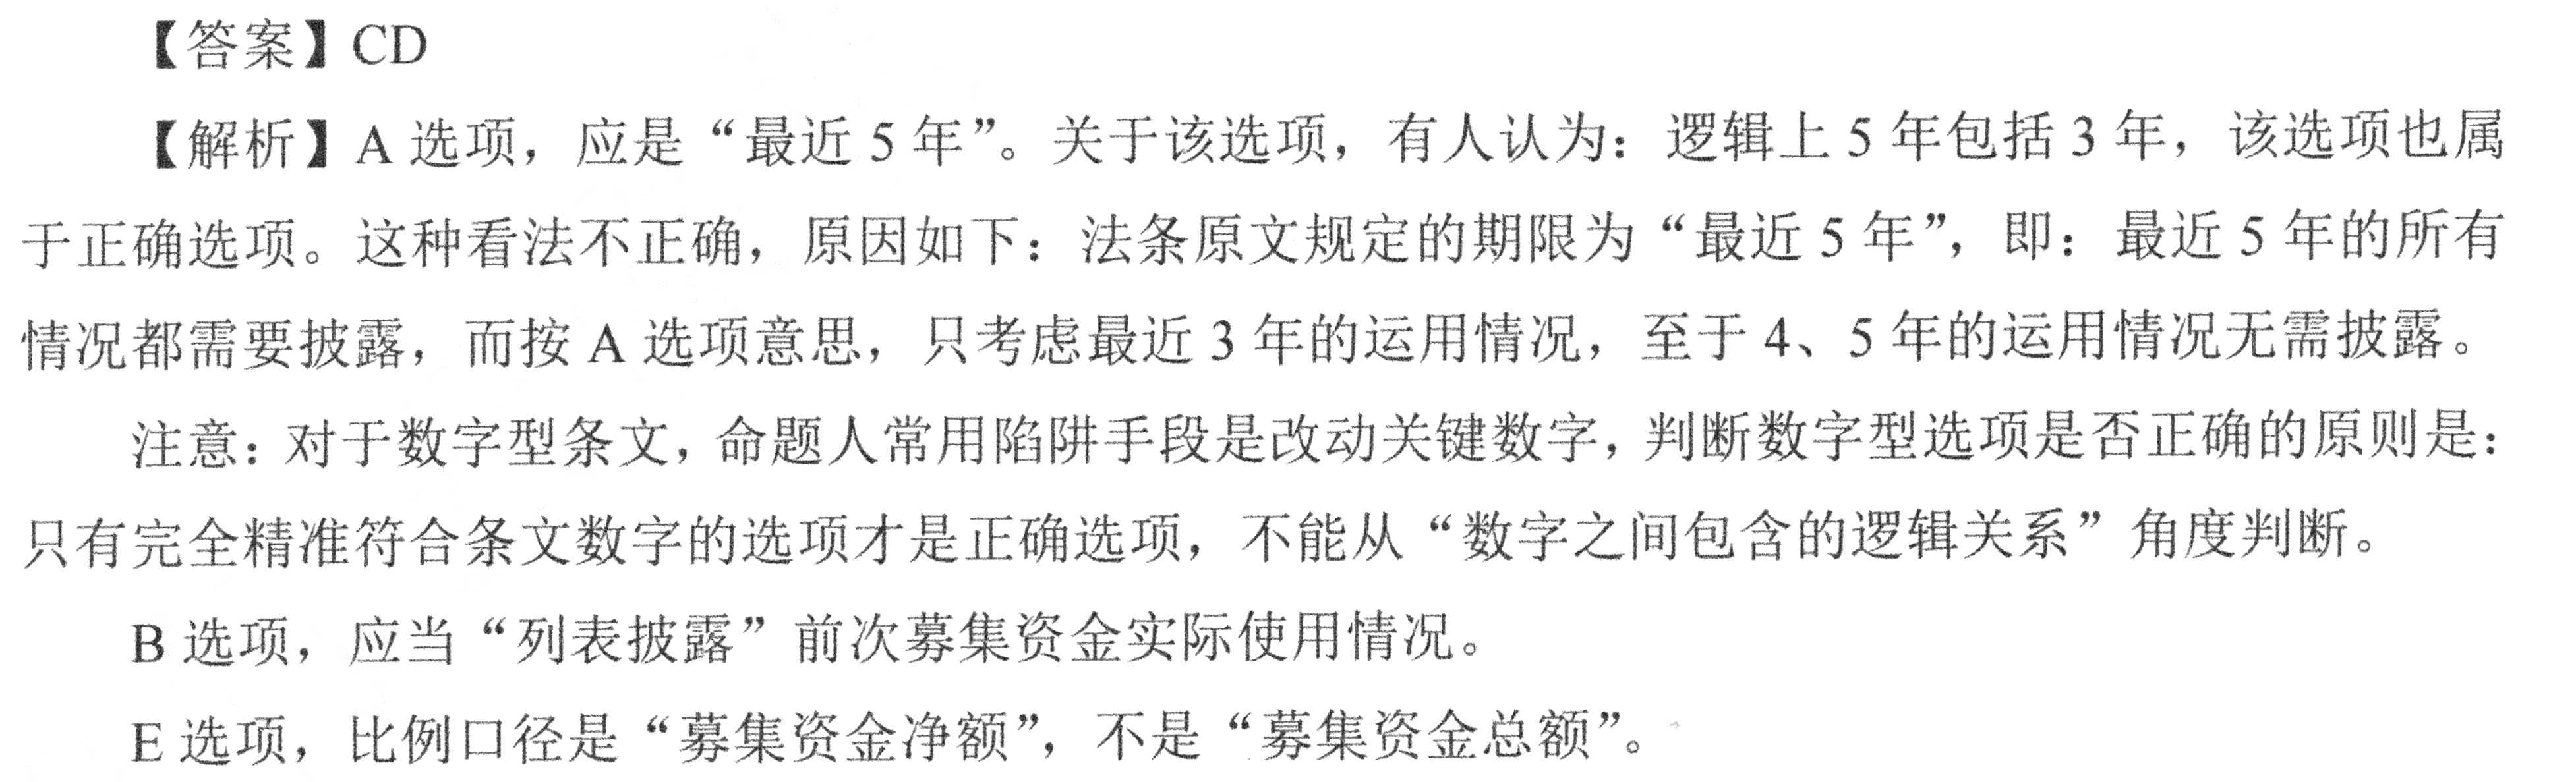 【答案】CD
【解析】A 选项，应是“最近 5 年”。关于该选项，有人认为：逻辑上 5 年包括 3 年，该选项也属
于正确选项。这种看法不正确，原因如下：法条原文规定的期限为“最近 5 年”，即：最近 5 年的所有
情况都需要披露，而按 A 选项意思，只考虑最近 3 年的运用情况，至于 4、5 年的运用情况无需披露。
注意：对于数字型条文，命题人常用陷阱手段是改动关键数字，判断数字型选项是否正确的原则是：
只有完全精准符合条文数字的选项才是正确选项，不能从“数字之间包含的逻辑关系”角度判断。
B 选项，应当“列表披露”前次募集资金实际使用情况。
E 选项，比例口径是“募集资金净额”，不是“募集资金总额”。